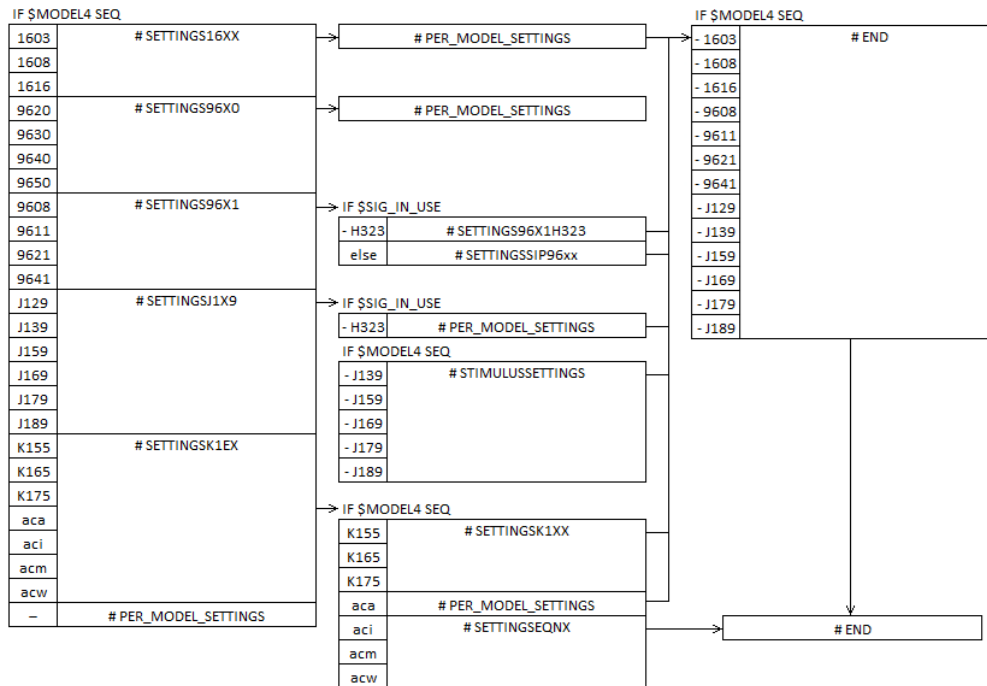 IF $MODEL4 SEQ
1603 # SETTINGS16XX
1608
1616
9620 # SETTINGS96X0
9630
9640
9650
9608 # SETTINGS96X1
9611
9621
9641
J129 # SETTINGSJ1X9
J139
J159
J169
J179
J189
K155 # SETTINGSK1EX
K165
K175
aca
aci
acm
acw
– # PER_MODEL_SETTINGS
# PER_MODEL_SETTINGS
# PER_MODEL_SETTINGS
IF $SIG_IN_USE
- H323 # SETTINGS96X1H323
else # SETTINGSSIP96xx
IF $SIG_IN_USE
- H323 # PER_MODEL_SETTINGS
IF $MODEL4 SEQ
- J139 # STIMULUSSETTINGS
- J159
- J169
- J179
- J189
IF $MODEL4 SEQ
K155 # SETTINGSK1XX
K165
K175
aca # PER_MODEL_SETTINGS
aci # SETTINGSEQNX
acm
acw
IF $MODEL4 SEQ
- 1603 # END
- 1608
- 1616
- 9608
- 9611
- 9621
- 9641
- J129
- J139
- J159
- J169
- J179
- J189
# END